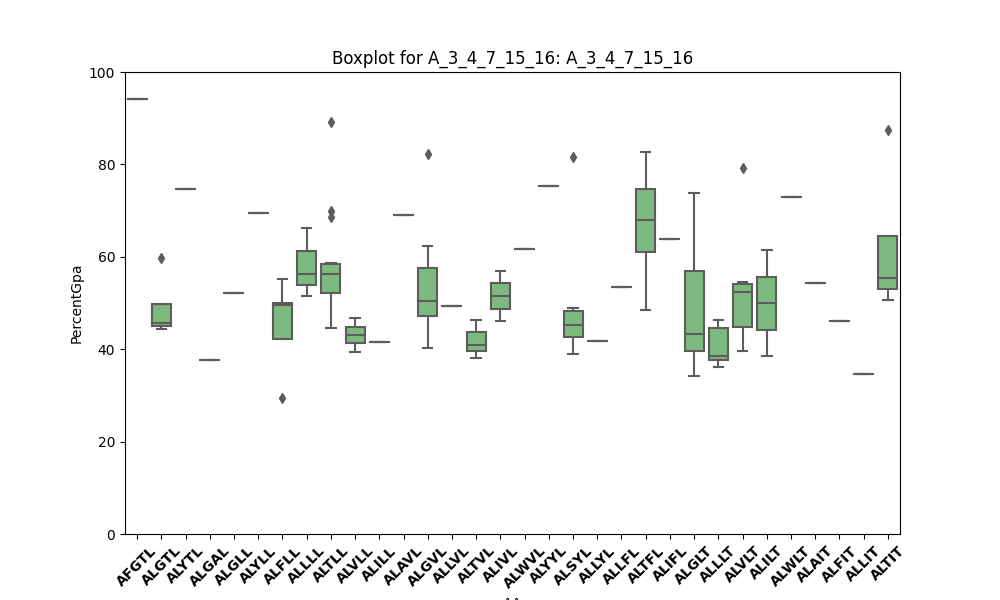 Boxplot for A_3_4_7_15_16: A_3_4_7_15_16
PercentGpa
100
80
60
40
20
0
AFGTL
ALGTL
ALYTL
ALGAL
ALGLL
ALYLL
ALFLL
ALLLL
ALTLL
ALVLL
ALILL
ALAVL
ALGVL
ALLVL
ALTVL
ALIVL
ALWVL
ALYYL
ALSYL
ALLYL
ALLFL
ALTFL
ALIFL
ALGLT
ALLLT
ALVLT
ALILT
ALWLT
ALAIT
ALFIT
ALLIT
ALTIT